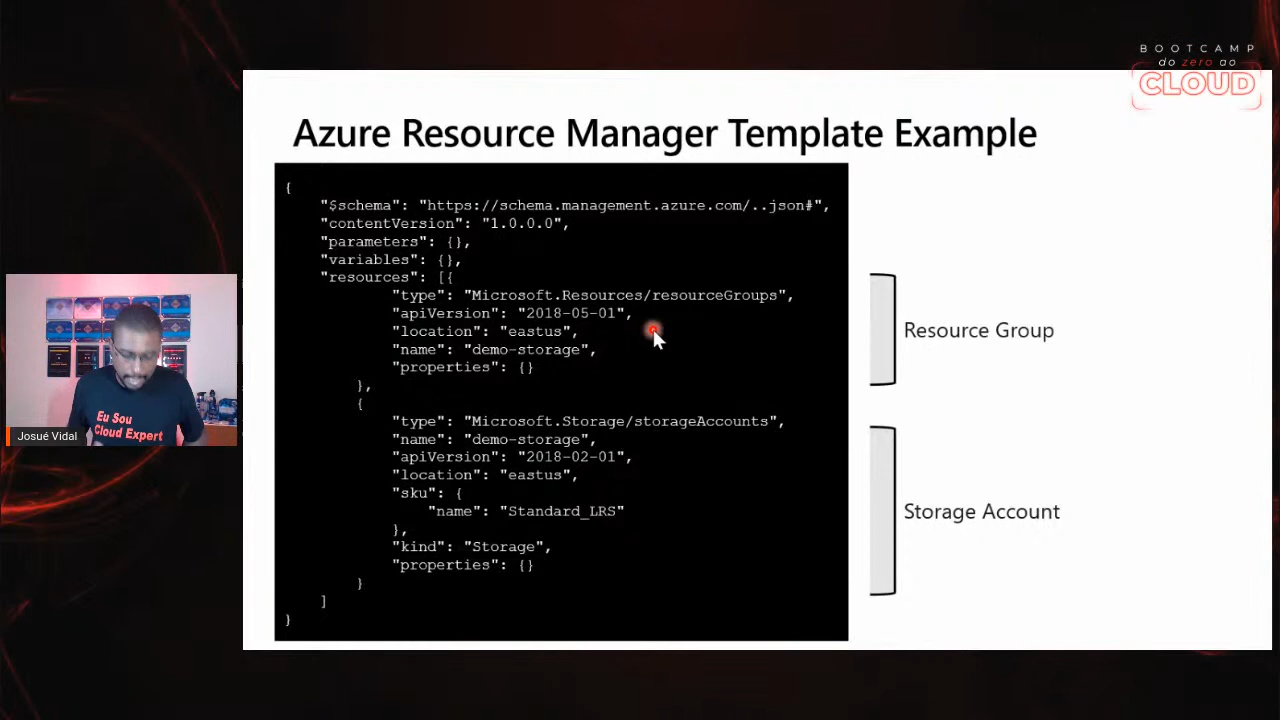 BOOTCAMP
do zero ao
CLOUD
Azure Resource Manager Template Example
{
"$schema": "https://schema.management.azure.com/..json#",
"contentVersion": "1.0.0.0",
"parameters": {},
"variables": {},
"resources": [{
"type": "Microsoft.Resources/resourceGroups",
"apiVersion": "2018-05-01",
"location": "eastus",
"name": "demo-storage",
"properties": {}
},
{
"type": "Microsoft.Storage/storageAccounts",
"name": "demo-storage",
"apiVersion": "2018-02-01",
"location": "eastus",
"sku": {
"name": "Standard_LRS"
},
"kind": "Storage",
"properties": {}
}
]
}
Resource Group
Storage Account
Eu Sou
Cloud Expert
Josué Vidal